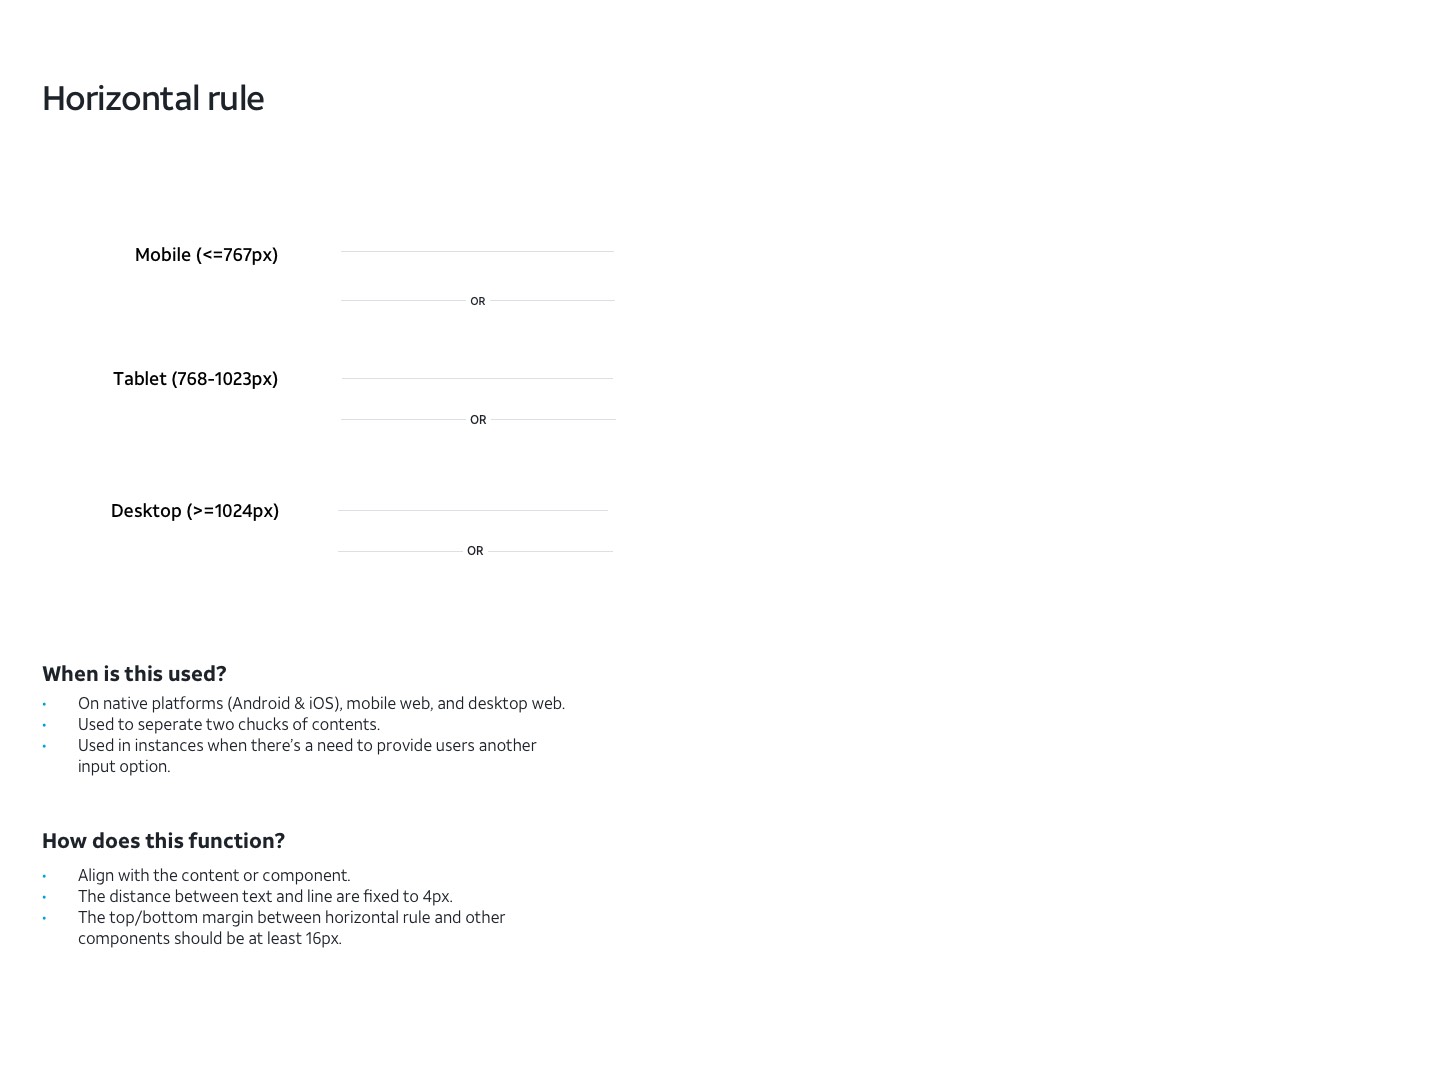 Horizontal rule
Mobile (<=767px)
OR
Tablet (768-1023px)
OR
Desktop (>=1024px)
OR
When is this used?
• On native platforms (Android & iOS), mobile web, and desktop web.
• Used to seperate two chucks of contents.
• Used in instances when there’s a need to provide users another
input option.
How does this function?
• Align with the content or component.
• The distance between text and line are fixed to 4px.
• The top/bottom margin between horizontal rule and other
components should be at least 16px.